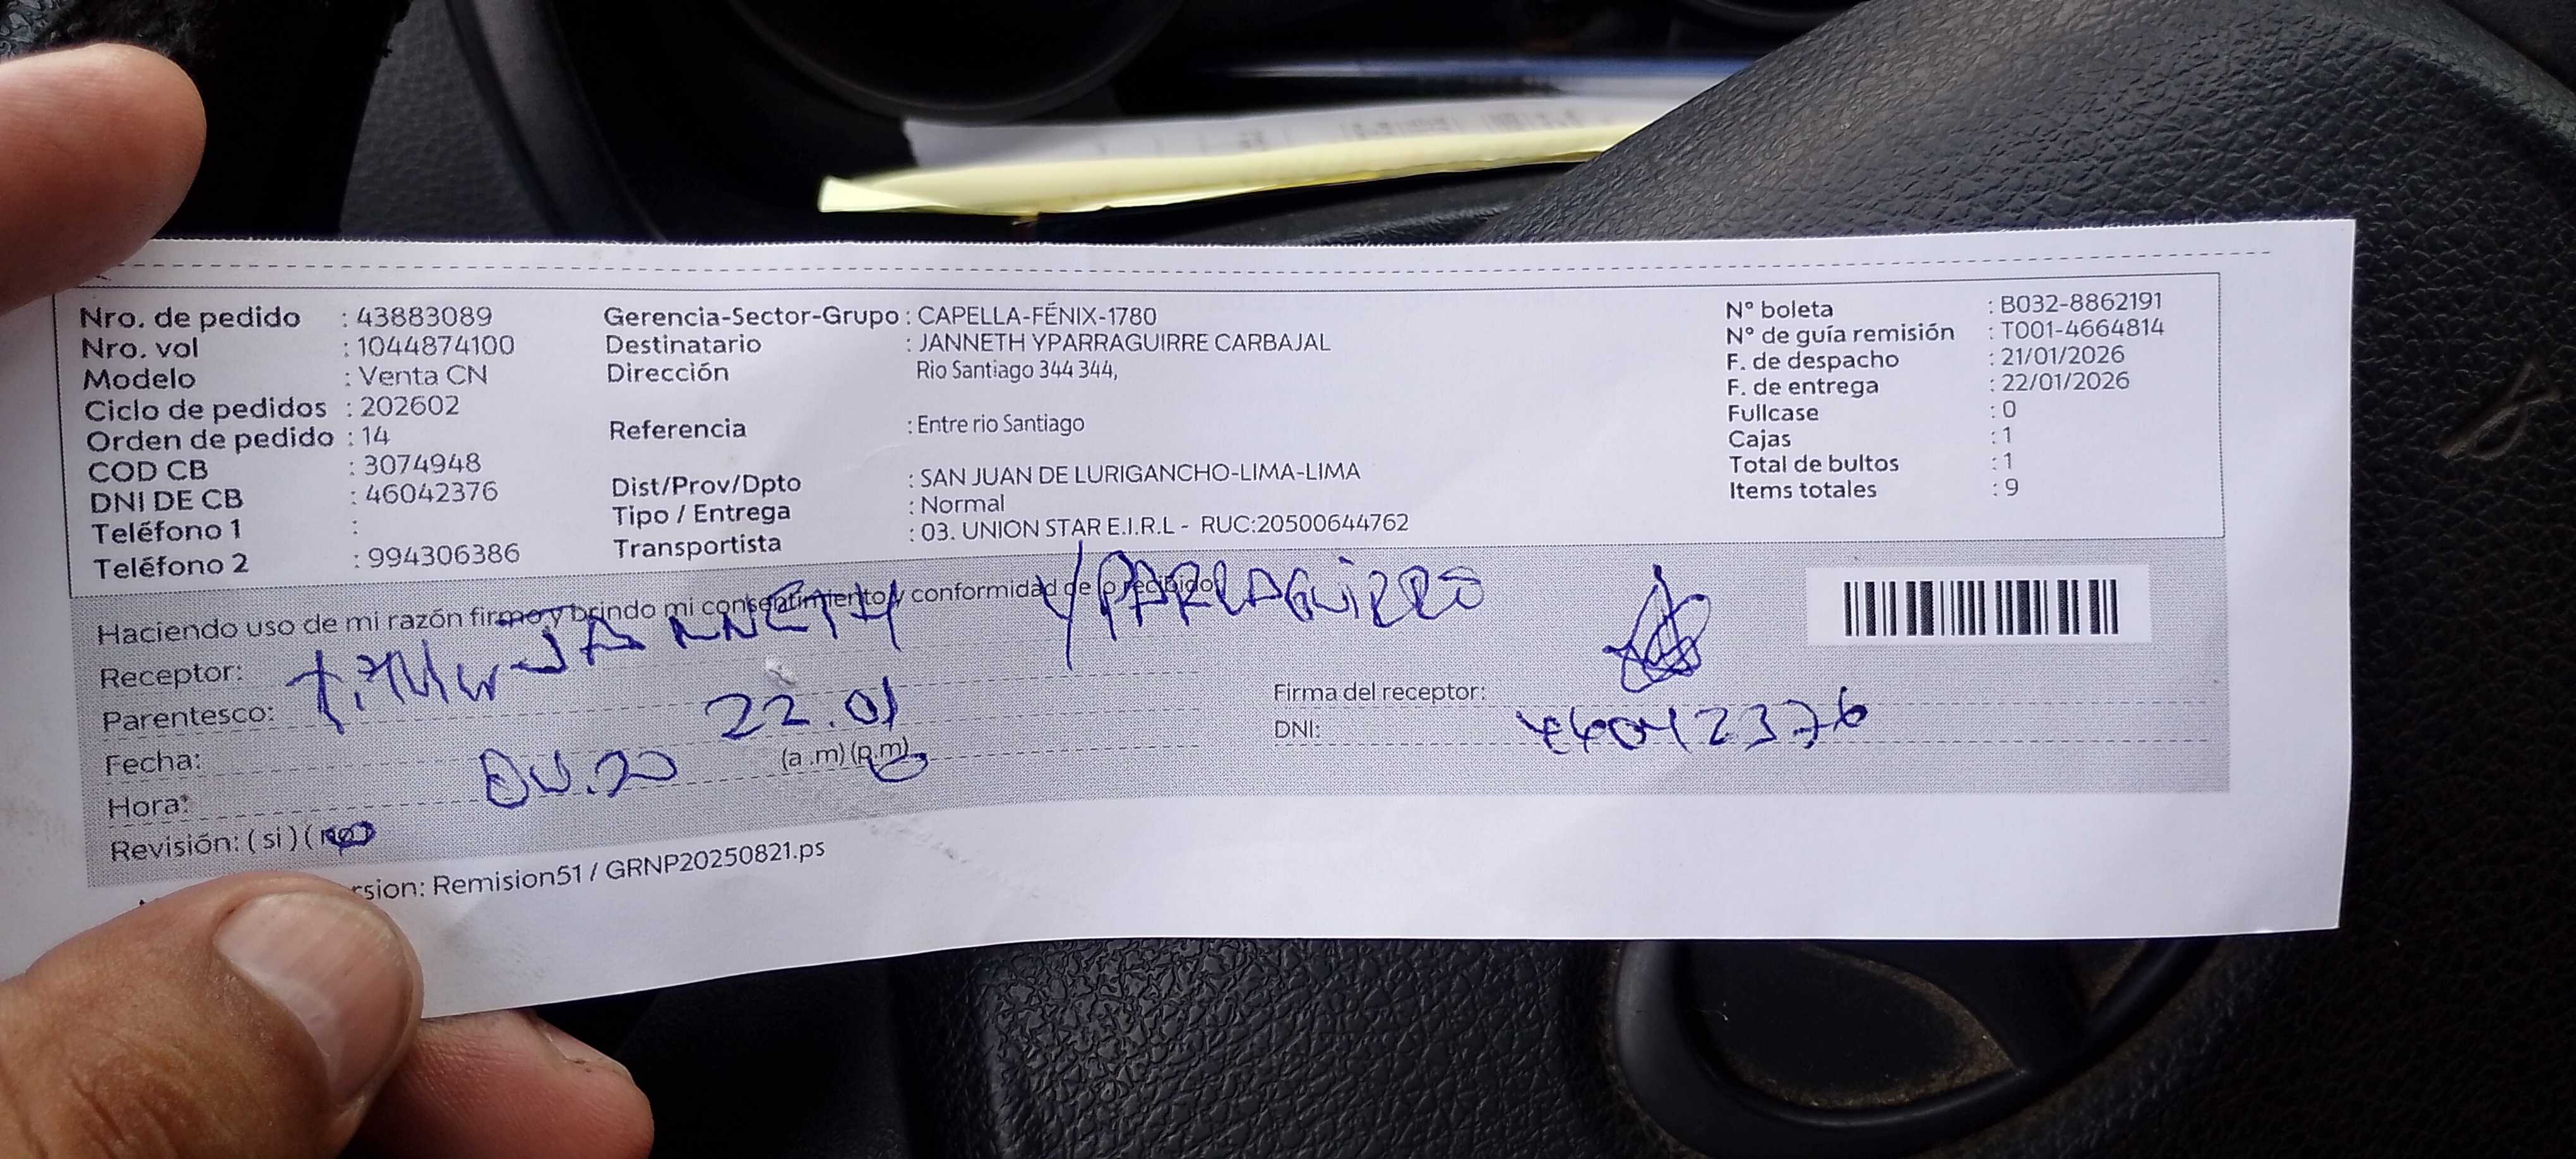 Nro. de pedido : 43883089
Nro. vol : 1044874100
Modelo : Venta CN
Ciclo de pedidos : 202602
Orden de pedido : 14
COD CB : 3074948
DNI DE CB : 46042376
Teléfono 1 :
Teléfono 2 : 994306386
Gerencia-Sector-Grupo : CAPELLA-FÉNIX-1780
Destinatario : JANNETH YPARRAGUIRRE CARBAJAL
Dirección Rio Santiago 344 344,
Referencia : Entre rio Santiago
Dist/Prov/Dpto : SAN JUAN DE LURIGANCHO-LIMA-LIMA
Tipo / Entrega : Normal
Transportista : 03. UNION STAR E.I.R.L - RUC:20500644762
Nº boleta : B032-8862191
Nº de guía remisión : T001-4664814
F. de despacho : 21/01/2026
F. de entrega : 22/01/2026
Fullcase : 0
Cajas : 1
Total de bultos : 1
Items totales : 9
Haciendo uso de mi razón firmo y brindo mi consentimiento y conformidad de lo recibido
Receptor: JANNETH YPARRAGUIRRE
Parentesco:
Fecha: 22.01
Hora: (a.m) (p.m)
Revisión: ( si ) ( no )
Firma del receptor:
DNI: 46042376
rsion: Remision51 / GRNP20250821.ps